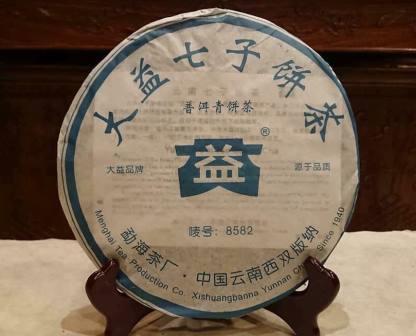 大益七子饼茶
普洱青饼茶
®
大益品牌
益
源于品质
唛号：8582
勐海茶厂·中国云南西双版纳
Menghai Tea Production Co. Xishuangbanna Yunnan China Since 1940